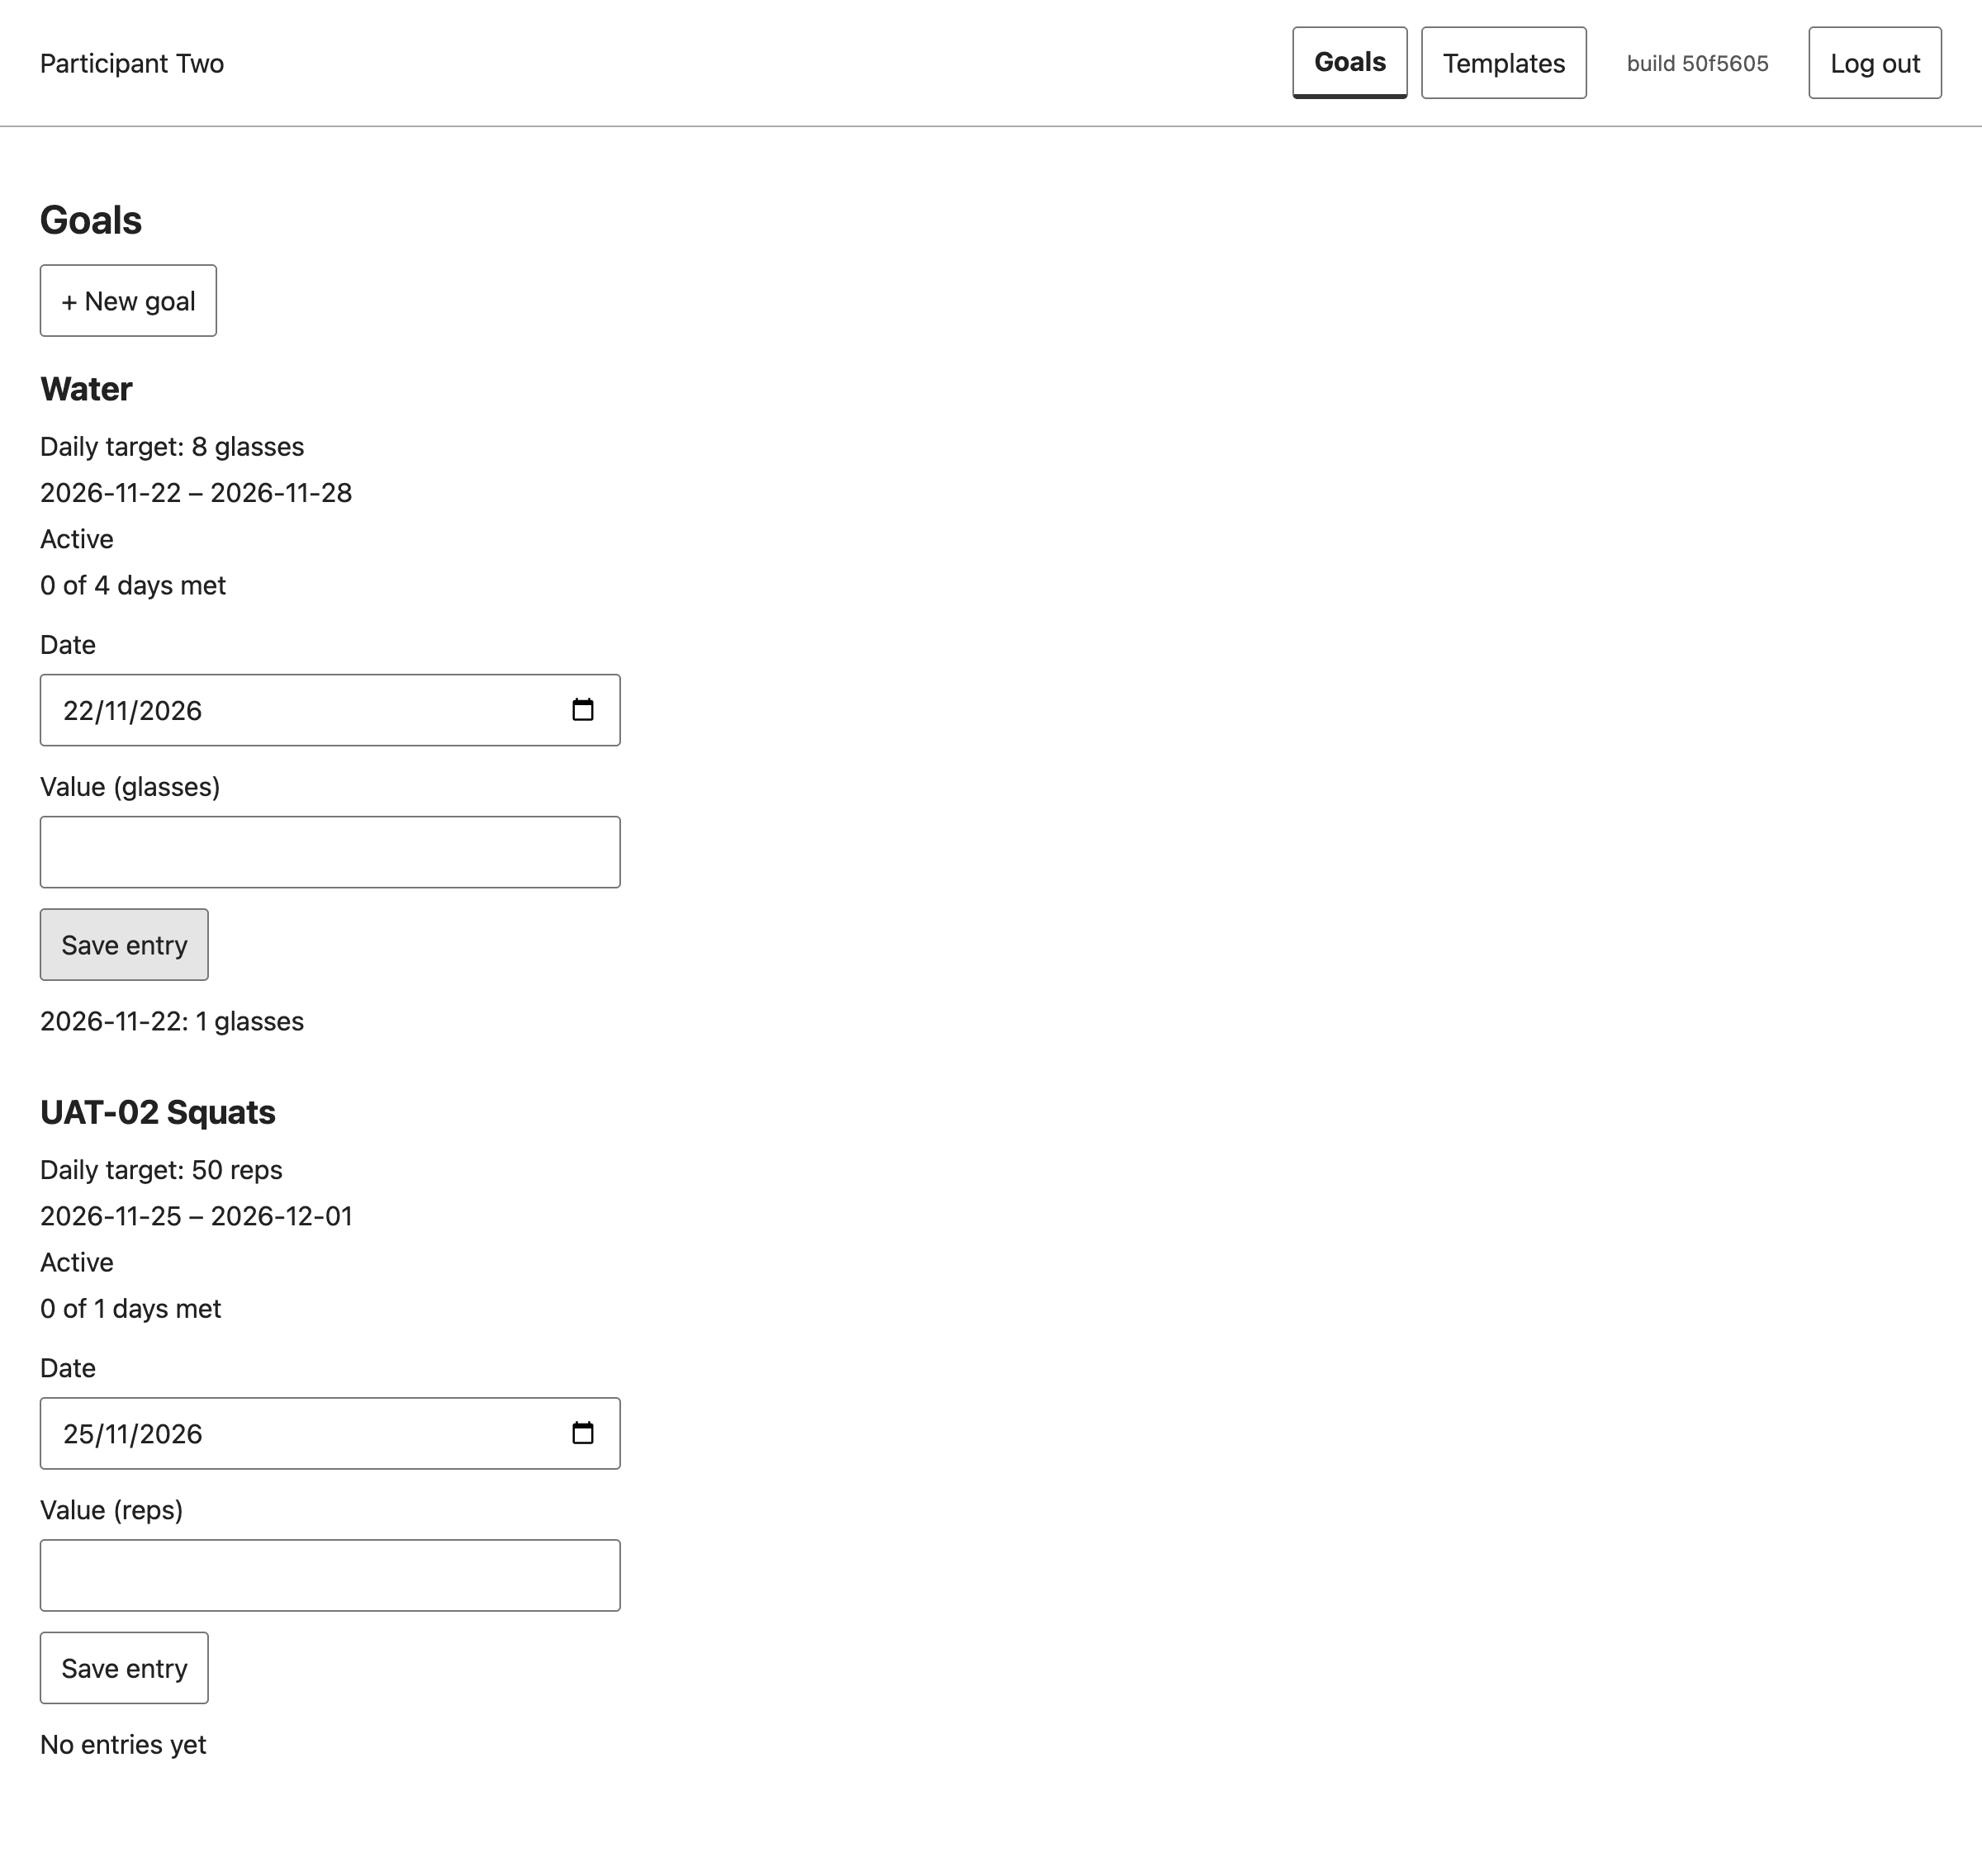 Participant Two
Goals
Templates
build 50f5605
Log out
Goals
+ New goal
Water
Daily target: 8 glasses
2026-11-22 – 2026-11-28
Active
0 of 4 days met
Date
22/11/2026
Value (glasses)
Save entry
2026-11-22: 1 glasses
UAT-02 Squats
Daily target: 50 reps
2026-11-25 – 2026-12-01
Active
0 of 1 days met
Date
25/11/2026
Value (reps)
Save entry
No entries yet